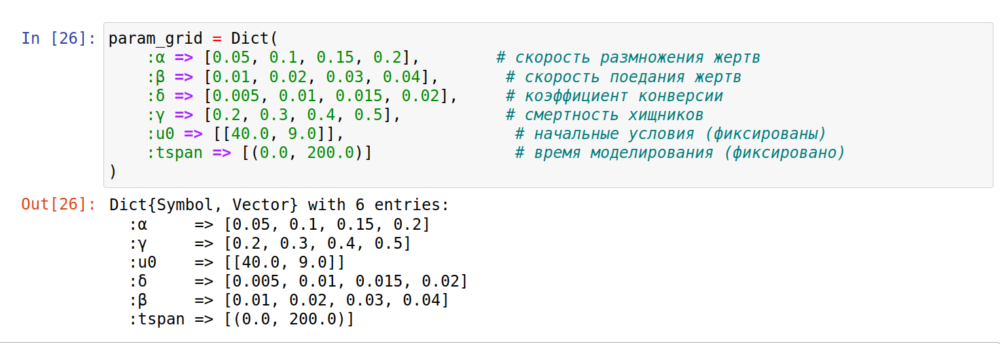 In [26]: param_grid = Dict(
    :α => [0.05, 0.1, 0.15, 0.2],        # скорость размножения жертв
    :β => [0.01, 0.02, 0.03, 0.04],       # скорость поедания жертв
    :δ => [0.005, 0.01, 0.015, 0.02],     # коэффициент конверсии
    :γ => [0.2, 0.3, 0.4, 0.5],           # смертность хищников
    :u0 => [[40.0, 9.0]],                  # начальные условия (фиксированы)
    :tspan => [(0.0, 200.0)]               # время моделирования (фиксировано)
)
Out[26]: Dict{Symbol, Vector} with 6 entries:
  :α     => [0.05, 0.1, 0.15, 0.2]
  :γ     => [0.2, 0.3, 0.4, 0.5]
  :u0    => [[40.0, 9.0]]
  :δ     => [0.005, 0.01, 0.015, 0.02]
  :β     => [0.01, 0.02, 0.03, 0.04]
  :tspan => [(0.0, 200.0)]